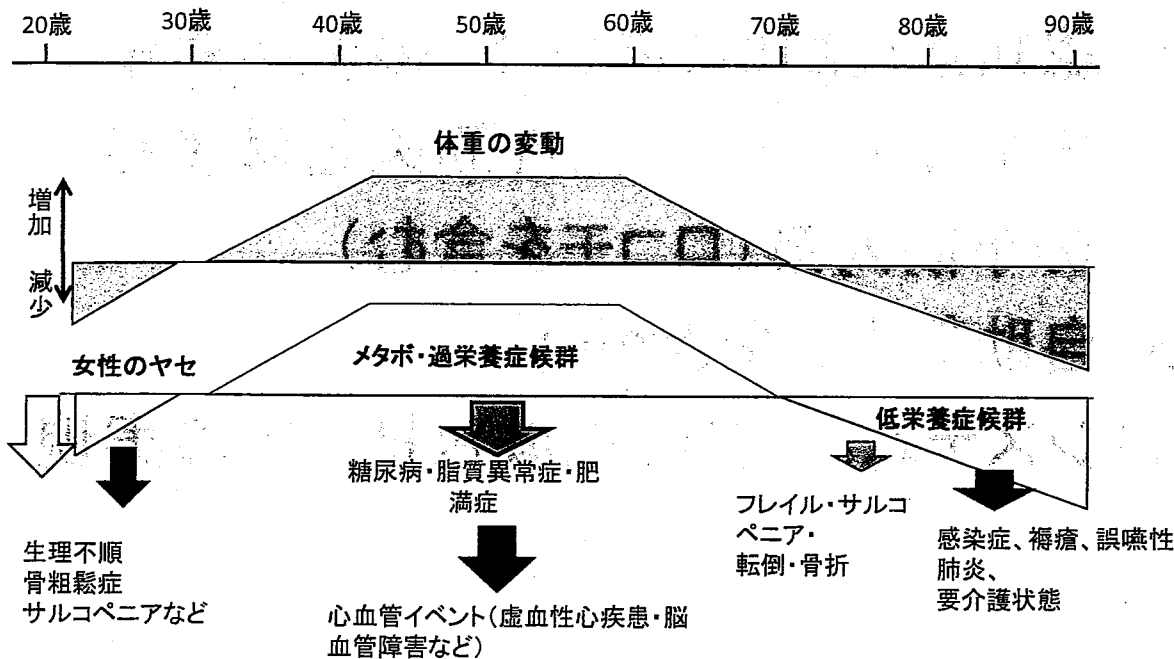 20歳 30歳 40歳 50歳 60歳 70歳 80歳 90歳
体重の変動
増加
減少
女性のヤセ
メタボ・過栄養症候群
低栄養症候群
糖尿病・脂質異常症・肥
満症
生理不順
骨粗鬆症
サルコペニアなど
心血管イベント（虚血性心疾患・脳
血管障害など）
フレイル・サルコ
ペニア・
転倒・骨折
感染症、褥瘡、誤嚥性
肺炎、
要介護状態